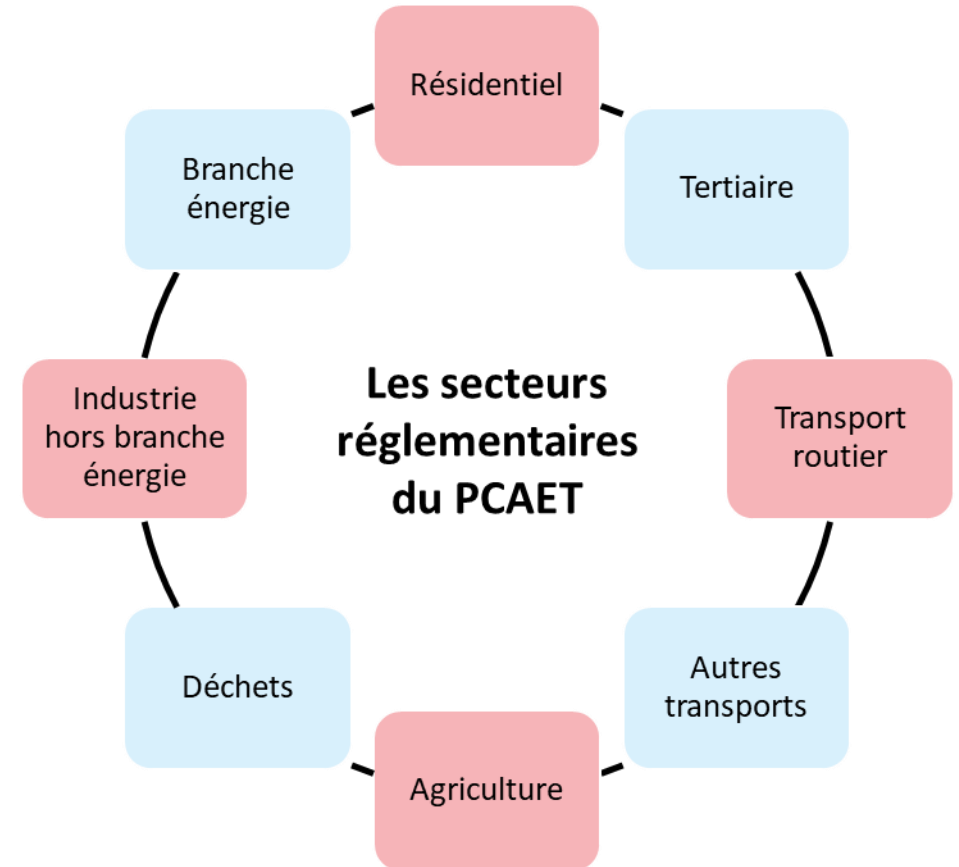 Résidentiel
Branche
énergie
Tertiaire
Industrie
hors branche
énergie
Les secteurs
réglementaires
du PCAET
Transport
routier
Déchets
Autres
transports
Agriculture